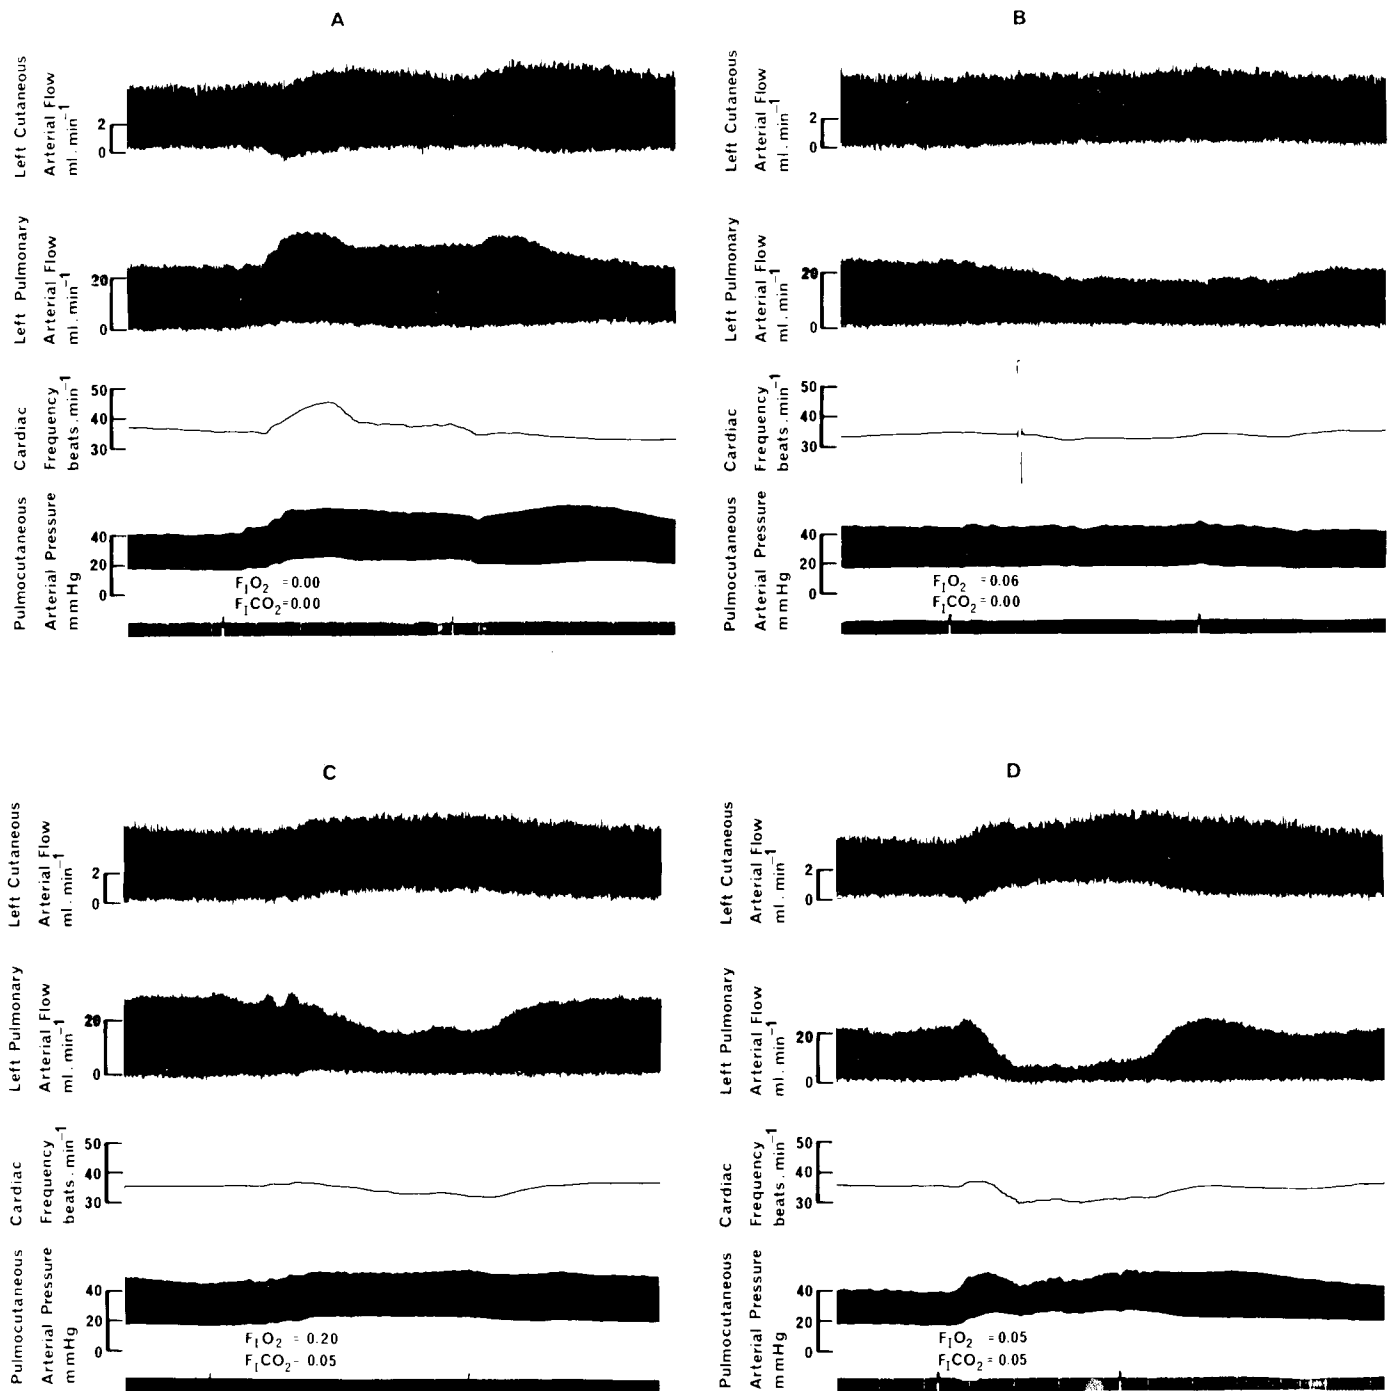 A
Left Cutaneous
Arterial Flow
ml.min-1
2
0
Left Pulmonary
Arterial Flow
ml.min-1
20
0
Cardiac
Frequency
beats.min-1
50
40
30
Pulmocutaneous
Arterial Pressure
mmHg
40
20
0
FIO2 =0.00
FICO2=0.00
B
Left Cutaneous
Arterial Flow
ml.min-1
2
0
Left Pulmonary
Arterial Flow
ml.min-1
20
0
Cardiac
Frequency
beats.min-1
50
40
30
Pulmocutaneous
Arterial Pressure
mmHg
40
20
0
FIO2 =0.06
FICO2=0.00
C
Left Cutaneous
Arterial Flow
ml.min-1
2
0
Left Pulmonary
Arterial Flow
ml.min-1
20
0
Cardiac
Frequency
beats.min-1
50
40
30
Pulmocutaneous
Arterial Pressure
mmHg
40
20
0
FIO2 = 0.20
FICO2- 0.05
D
Left Cutaneous
Arterial Flow
ml.min-1
2
0
Left Pulmonary
Arterial Flow
ml.min-1
20
0
Cardiac
Frequency
beats.min-1
50
40
30
Pulmocutaneous
Arterial Pressure
mmHg
40
20
0
FIO2 =0.05
FICO2=0.05